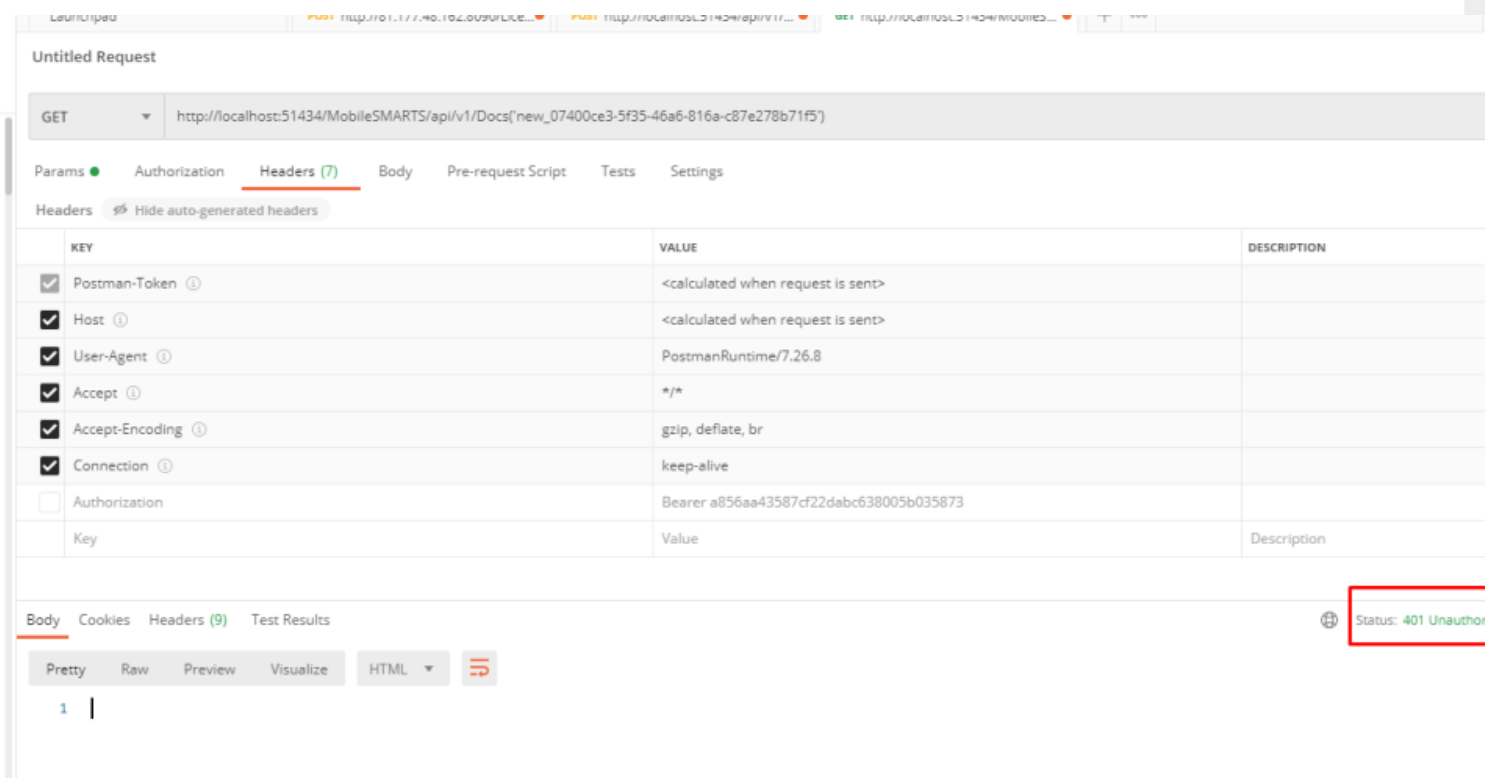 Launchpad POST http://81.177.48.162:8090/Lice... POST http://localhost:51434/api/v1/... GET http://localhost:51434/MobileS...
Untitled Request
GET http://localhost:51434/MobileSMARTS/api/v1/Docs('new_07400ce3-5f35-46a6-816a-c87e278b71f5')
Params Authorization Headers (7) Body Pre-request Script Tests Settings
Headers Hide auto-generated headers
KEY VALUE DESCRIPTION
Postman-Token <calculated when request is sent>
Host <calculated when request is sent>
User-Agent PostmanRuntime/7.26.8
Accept */*
Accept-Encoding gzip, deflate, br
Connection keep-alive
Authorization Bearer a856aa43587cf22dabc638005b035873
Key Value Description
Body Cookies Headers (9) Test Results Status: 401 Unauthor
Pretty Raw Preview Visualize HTML
1